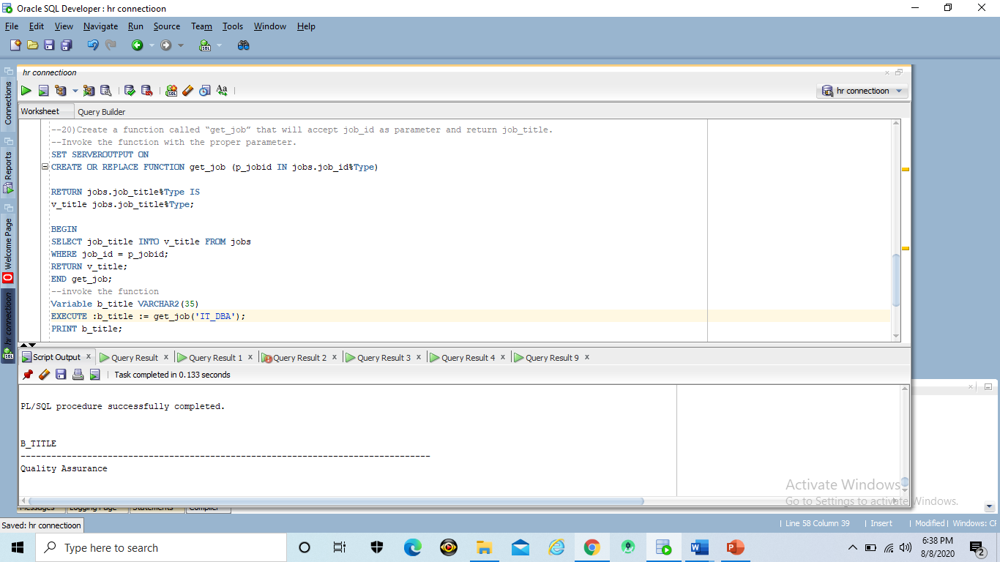 Oracle SQL Developer : hr connectioon
File Edit View Navigate Run Source Team Tools Window Help
hr connectioon
hr connectioon
Worksheet Query Builder
Connections
Reports
Welcome Page
hr connectioon
--20)Create a function called “get_job” that will accept job_id as parameter and return job_title.
--Invoke the function with the proper parameter.
SET SERVEROUTPUT ON
CREATE OR REPLACE FUNCTION get_job (p_jobid IN jobs.job_id%Type)
RETURN jobs.job_title%Type IS
v_title jobs.job_title%Type;
BEGIN
SELECT job_title INTO v_title FROM jobs
WHERE job_id = p_jobid;
RETURN v_title;
END get_job;
--invoke the function
Variable b_title VARCHAR2(35)
EXECUTE :b_title := get_job('IT_DBA');
PRINT b_title;
Script Output Query Result Query Result 1 Query Result 2 Query Result 3 Query Result 4 Query Result 9
Task completed in 0.133 seconds
PL/SQL procedure successfully completed.
B_TITLE
--------------------------------------------------------------------------------
Quality Assurance
Activate Windows
Go to Settings to activate Windows.
Messages Logging Page Statements Compiler
Saved: hr connectioon
Line 58 Column 39 Insert Modified Windows: CF
Type here to search
6:38 PM
8/8/2020
2